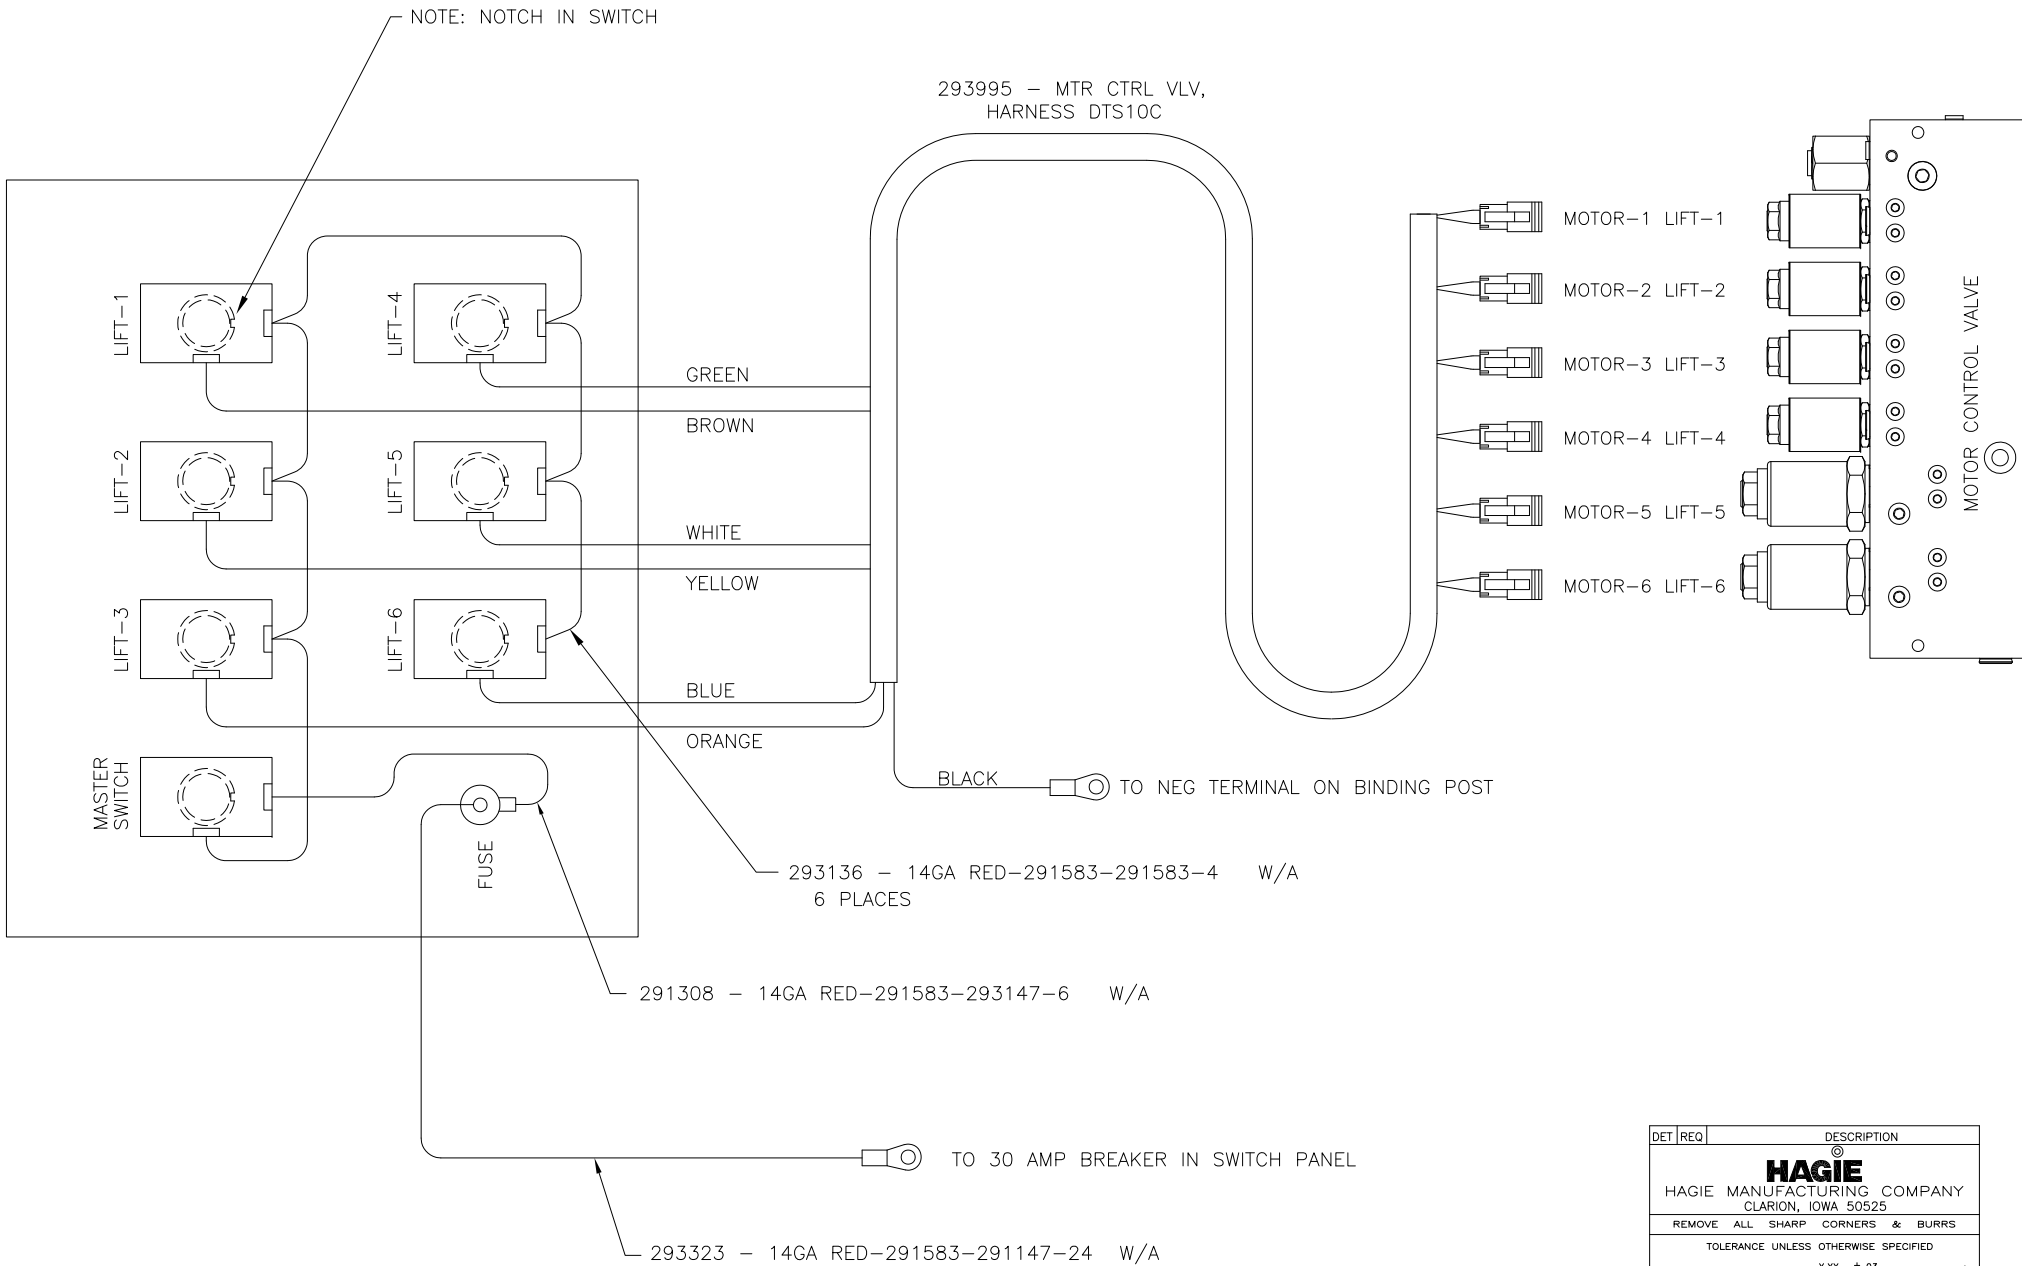 NOTE: NOTCH IN SWITCH
293995 – MTR CTRL VLV,
HARNESS DTS10C
MOTOR–1 LIFT–1
MOTOR–2 LIFT–2
MOTOR–3 LIFT–3
MOTOR–4 LIFT–4
MOTOR–5 LIFT–5
MOTOR–6 LIFT–6
MOTOR CONTROL VALVE
LIFT–1
LIFT–4
GREEN
BROWN
LIFT–2
LIFT–5
WHITE
YELLOW
LIFT–3
LIFT–6
BLUE
ORANGE
MASTER
SWITCH
FUSE
BLACK
TO NEG TERMINAL ON BINDING POST
293136 – 14GA RED–291583–291583–4 W/A
6 PLACES
291308 – 14GA RED–291583–293147–6 W/A
TO 30 AMP BREAKER IN SWITCH PANEL
293323 – 14GA RED–291583–291147–24 W/A
DET REQ DESCRIPTION
HAGIE
HAGIE MANUFACTURING COMPANY
CLARION, IOWA 50525
REMOVE ALL SHARP CORNERS & BURRS
TOLERANCE UNLESS OTHERWISE SPECIFIED